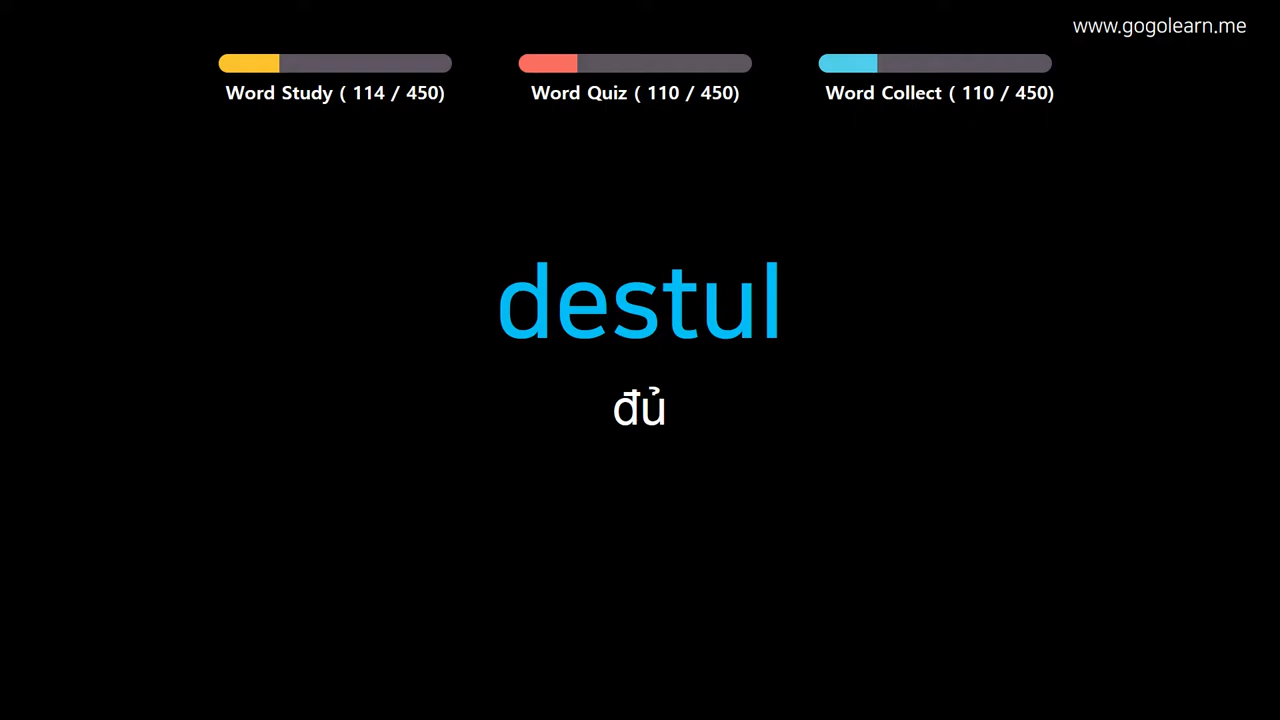 www.gogolearn.me
Word Study ( 114 / 450)
Word Quiz ( 110 / 450)
Word Collect ( 110 / 450)
destul
đủ